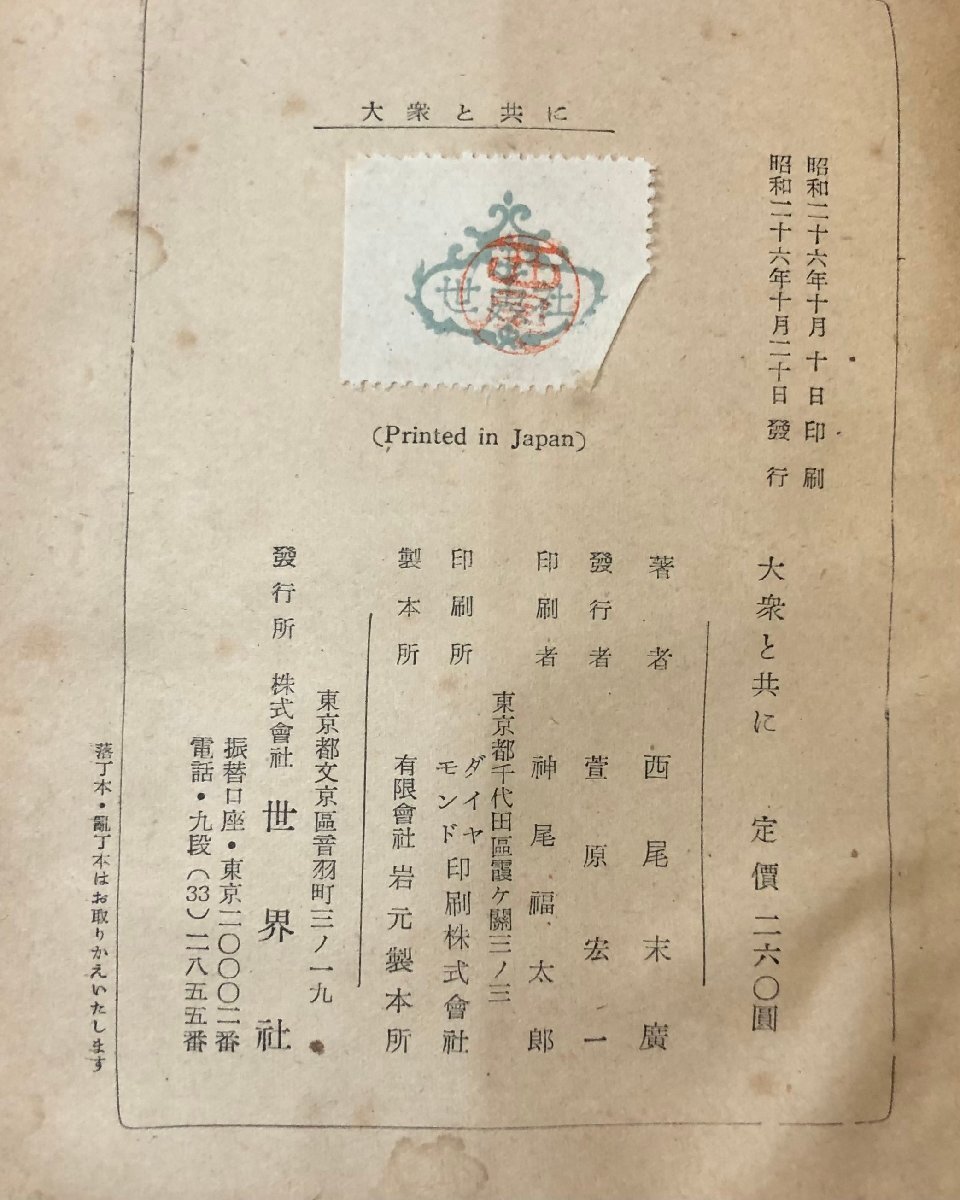 大衆と共に
昭和二十六年十月十日印刷
昭和二十六年十月二十日發行
世界社
(Printed in Japan)
大衆と共に 定價 二六〇圓
著者 西尾末廣
發行者 萱原宏一
印刷者 神尾福太郎
東京都千代田區霞ケ關三ノ三
印刷所 ダイヤモンド印刷株式會社
製本所 有限會社岩元製本所
東京都文京區音羽町三ノ一九
發行所 株式會社 世界社
振替口座・東京二〇〇〇二番
電話・九段(33)二八五五番
落丁本・亂丁本はお取りかえいたします